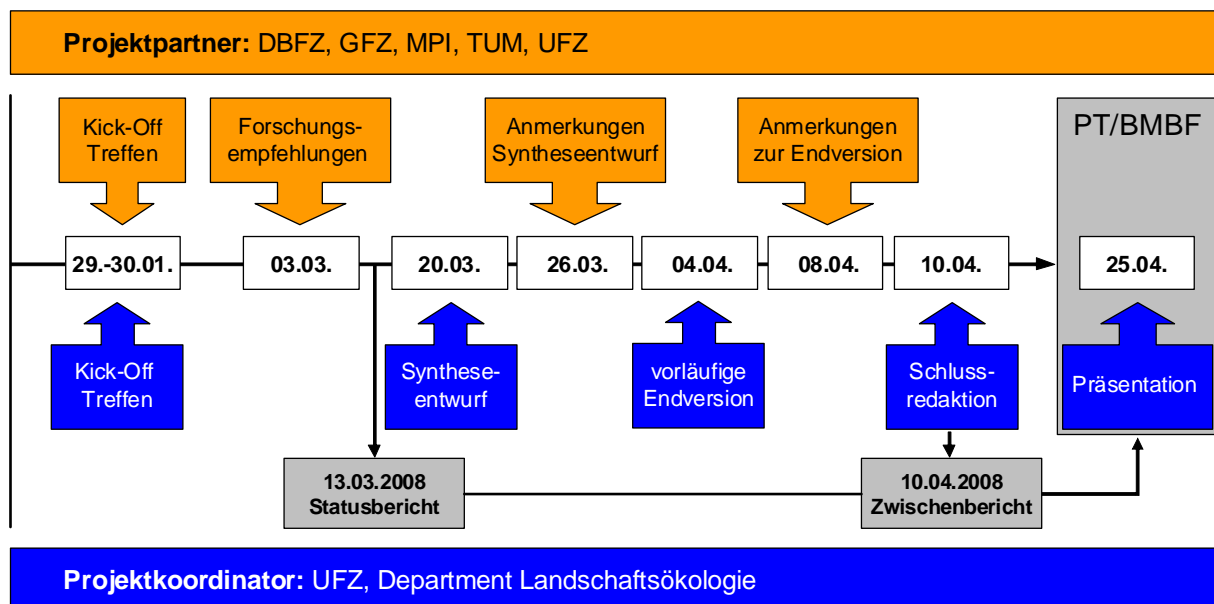 Projektpartner: DBFZ, GFZ, MPI, TUM, UFZ
Kick-Off
Treffen
Forschungs-
empfehlungen
Anmerkungen
Syntheseentwurf
Anmerkungen
zur Endversion
PT/BMBF
29.-30.01.
03.03.
20.03.
26.03.
04.04.
08.04.
10.04.
25.04.
Kick-Off
Treffen
Synthese-
entwurf
vorläufige
Endversion
Schluss-
redaktion
Präsentation
13.03.2008
Statusbericht
10.04.2008
Zwischenbericht
Projektkoordinator: UFZ, Department Landschaftsökologie